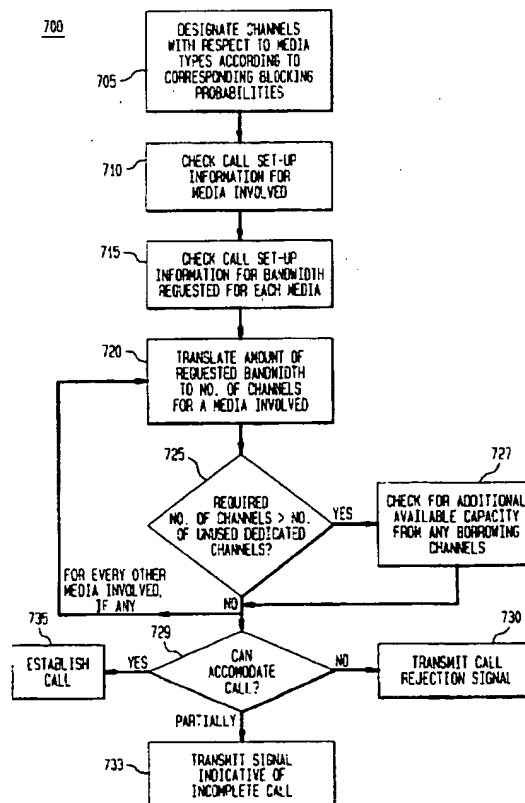 700
DESIGNATE CHANNELS
WITH RESPECT TO MEDIA
TYPES ACCORDING TO
CORRESPONDING BLOCKING
PROBABILITIES
705
710
CHECK CALL SET-UP
INFORMATION FOR
MEDIA INVOLVED
715
CHECK CALL SET-UP
INFORMATION FOR BANDWIDTH
REQUESTED FOR EACH MEDIA
720
TRANSLATE AMOUNT OF
REQUESTED BANDWIDTH
TO NO. OF CHANNELS
FOR A MEDIA INVOLVED
725
REQUIRED
NO. OF CHANNELS > NO.
OF UNUSED DEDICATED
CHANNELS?
YES
727
CHECK FOR ADDITIONAL
AVAILABLE CAPACITY
FROM ANY BORROWING
CHANNELS
FOR EVERY OTHER
MEDIA INVOLVED,
IF ANY
NO
735
ESTABLISH
CALL
YES
729
CAN
ACCOMODATE
CALL?
NO
730
TRANSMIT CALL
REJECTION SIGNAL
PARTIALLY
733
TRANSMIT SIGNAL
INDICATIVE OF
INCOMPLETE CALL